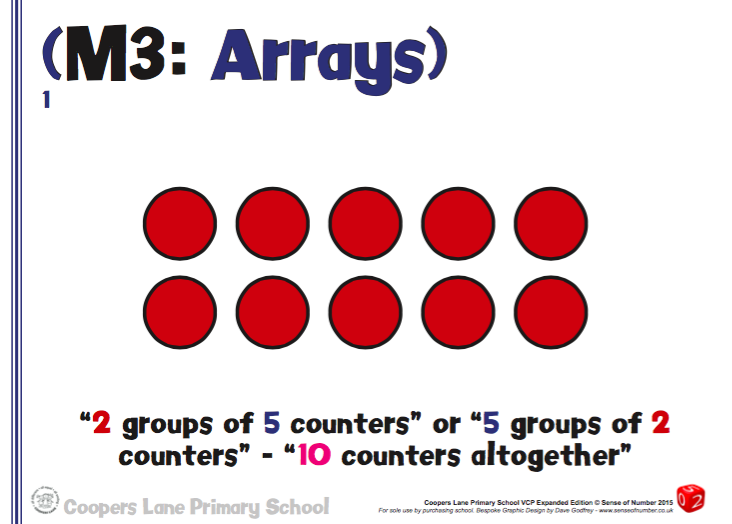 (M3: Arrays)
1
“2 groups of 5 counters” or “5 groups of 2
counters” - “10 counters altogether”
Coopers Lane Primary School
Coopers Lane Primary School VCP Expanded Edition © Sense of Number 2015
For sole use by purchasing school. Bespoke Graphic Design by Dave Godfrey - www.senseofnumber.co.uk
0 2